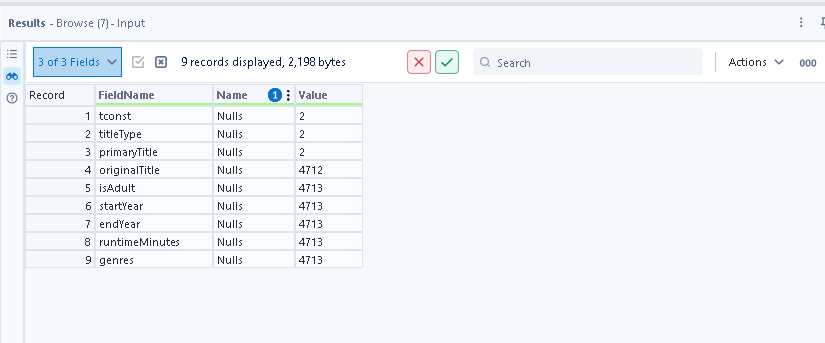 Results - Browse (7) - Input
3 of 3 Fields 9 records displayed, 2,198 bytes Search Actions 000
Record FieldName Name 1 Value
1 tconst Nulls 2
2 titleType Nulls 2
3 primaryTitle Nulls 2
4 originalTitle Nulls 4712
5 isAdult Nulls 4713
6 startYear Nulls 4713
7 endYear Nulls 4713
8 runtimeMinutes Nulls 4713
9 genres Nulls 4713